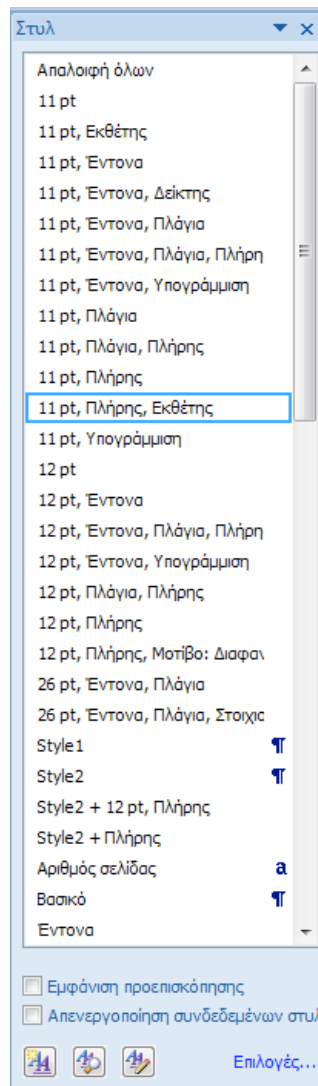 Στυλ
Απαλοιφή όλων
11 pt
11 pt, Εκθέτης
11 pt, Έντονα
11 pt, Έντονα, Δείκτης
11 pt, Έντονα, Πλάγια
11 pt, Έντονα, Πλάγια, Πλήρη
11 pt, Έντονα, Υπογράμμιση
11 pt, Πλάγια
11 pt, Πλάγια, Πλήρης
11 pt, Πλήρης
11 pt, Πλήρης, Εκθέτης
11 pt, Υπογράμμιση
12 pt
12 pt, Έντονα
12 pt, Έντονα, Πλάγια, Πλήρη
12 pt, Έντονα, Υπογράμμιση
12 pt, Πλάγια, Πλήρης
12 pt, Πλήρης
12 pt, Πλήρης, Μοτίβο: Διαφαν
26 pt, Έντονα, Πλάγια
26 pt, Έντονα, Πλάγια, Στοιχισ
Style1 ¶
Style2 ¶
Style2 + 12 pt, Πλήρης
Style2 + Πλήρης
Αριθμός σελίδας a
Βασικό ¶
Έντονα
Εμφάνιση προεπισκόπησης
Απενεργοποίηση συνδεδεμένων στυλ
Επιλογές...